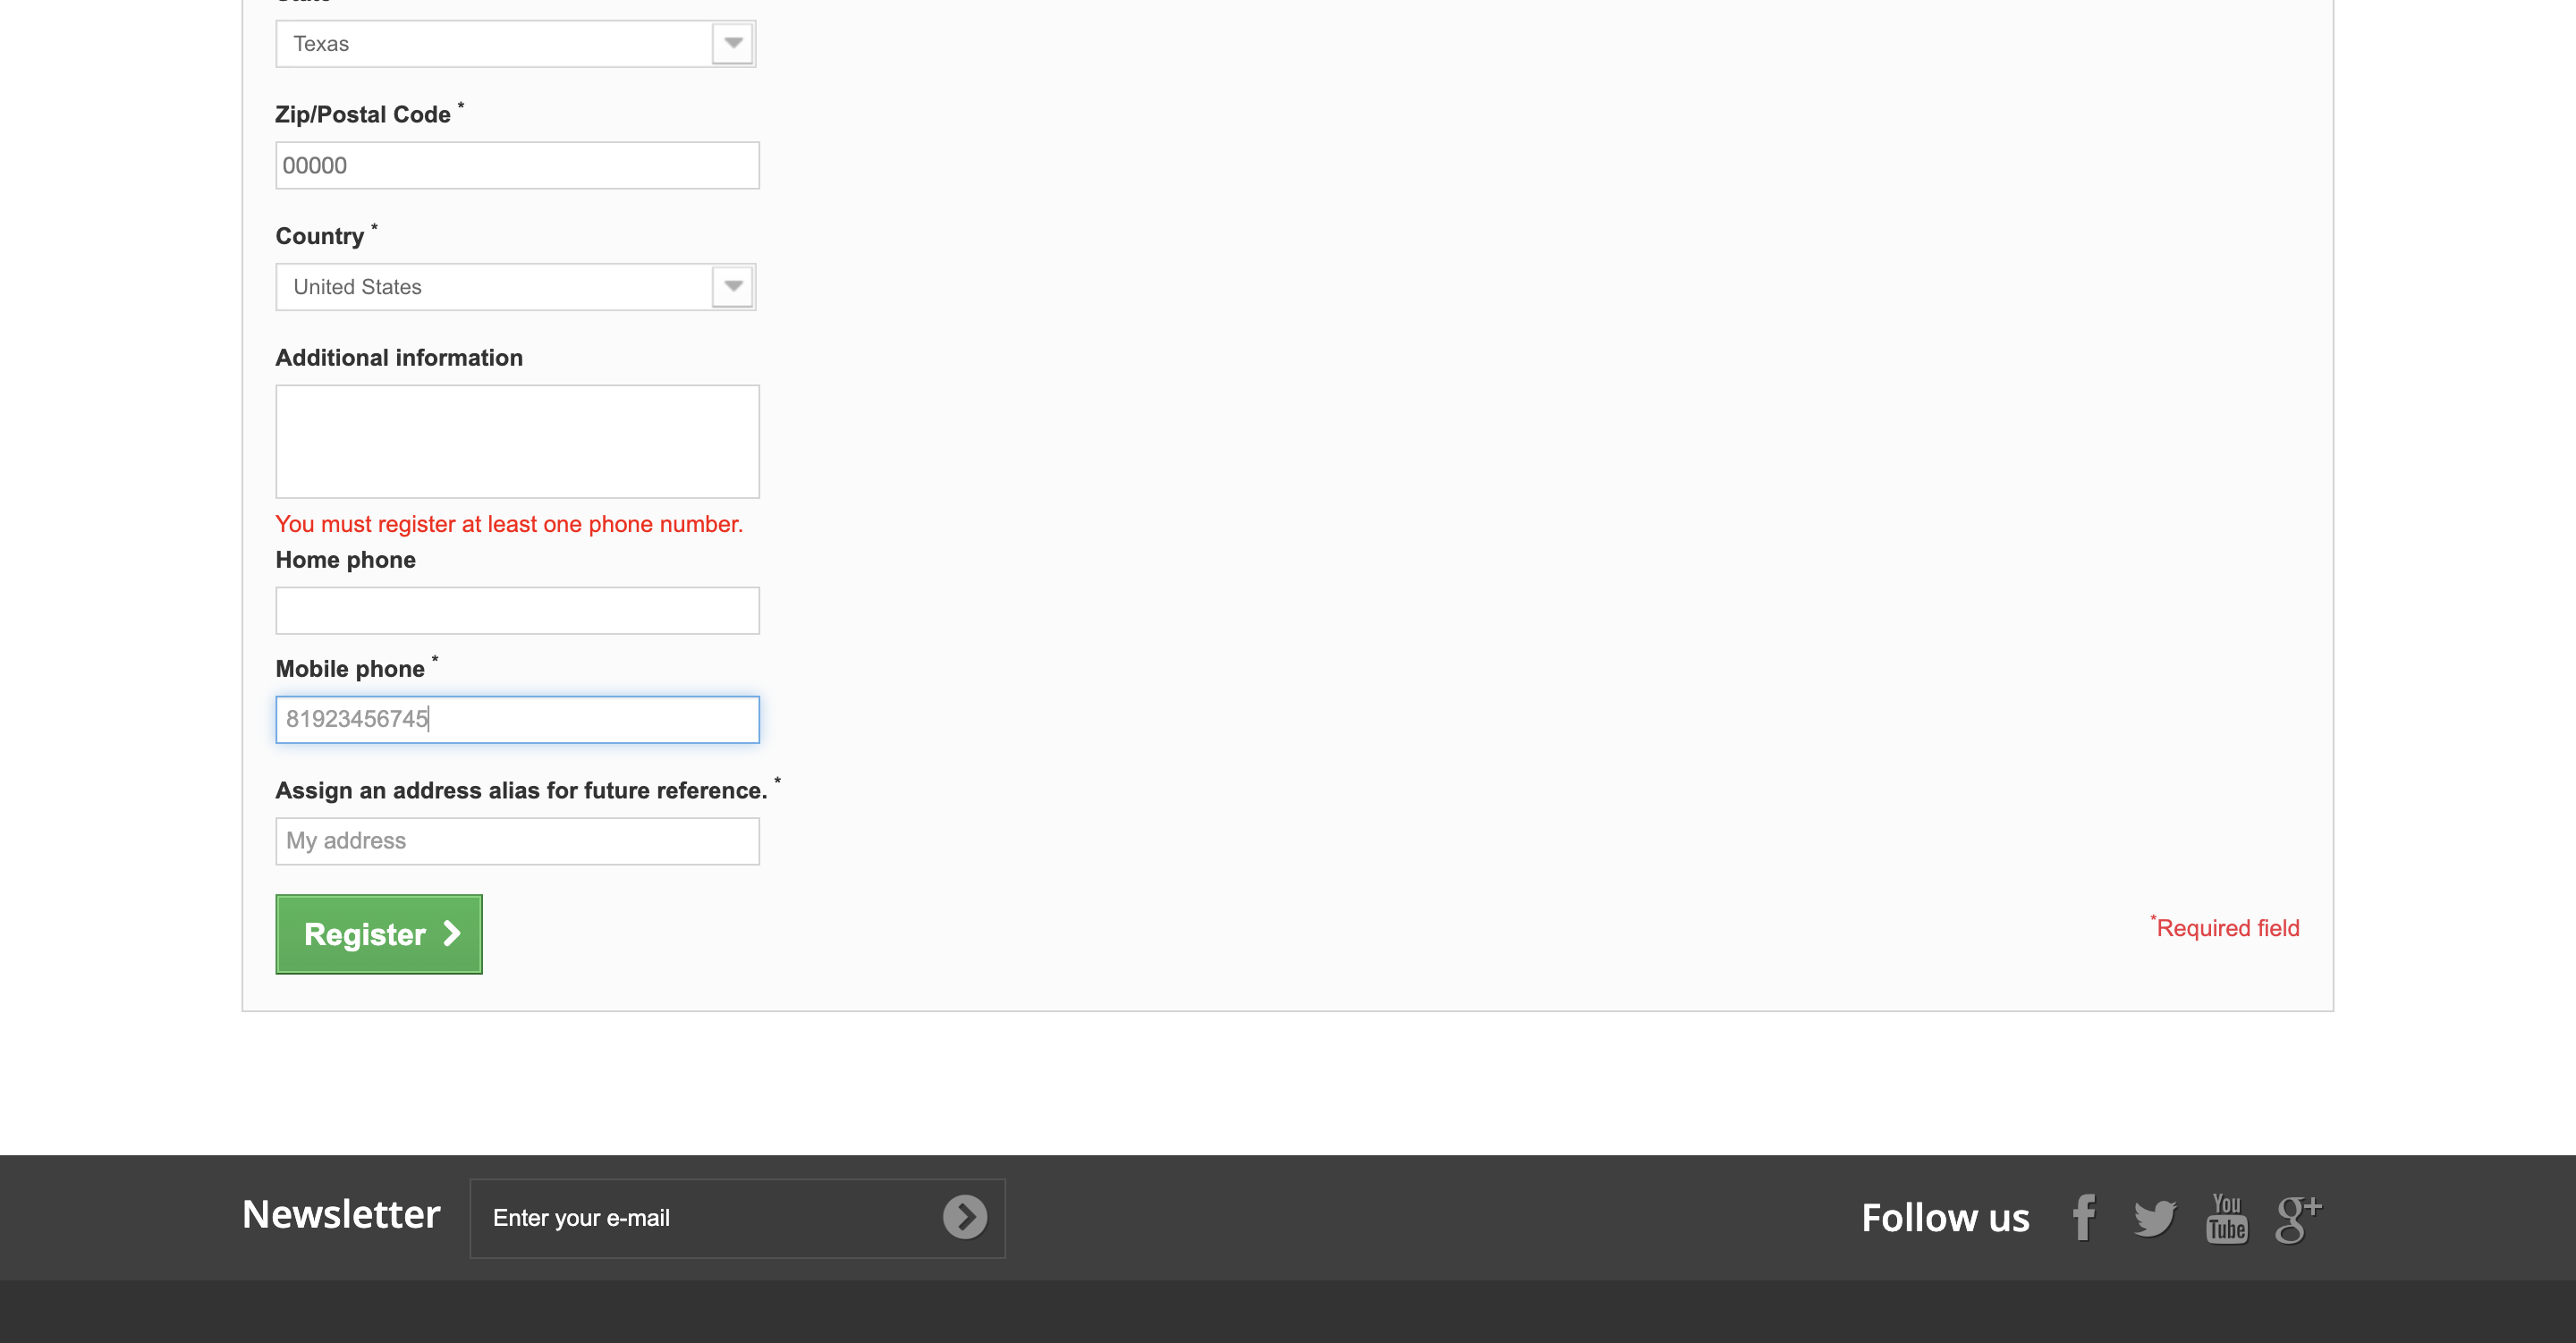 Texas
Zip/Postal Code *
00000
Country *
United States
Additional information
You must register at least one phone number.
Home phone
Mobile phone *
81923456745
Assign an address alias for future reference. *
My address
Register
*Required field
Newsletter
Enter your e-mail
Follow us
You
Tube
g+